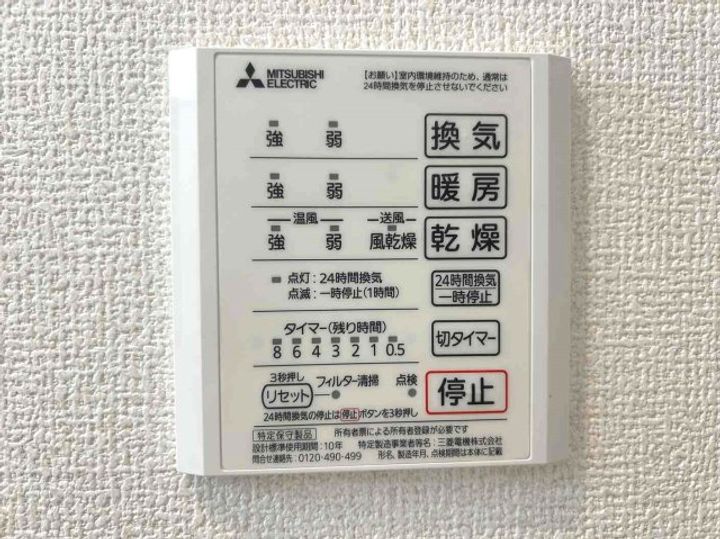 MITSUBISHI
ELECTRIC
【お願い】室内環境維持のため、通常は
24時間換気を停止させないでください
強 弱 換気
強 弱 暖房
温風 送風
強 弱 風乾燥 乾燥
点灯：24時間換気
点滅：一時停止(1時間)
24時間換気
一時停止
タイマー(残り時間)
8 6 4 3 2 1 0.5
切タイマー
3秒押し
リセット フィルター清掃 点検
停止
24時間換気の停止は停止ボタンを3秒押し
特定保守製品 所有者票による所有者登録が必要です
設計標準使用期間：10年 特定製造事業者等名：三菱電機株式会社
問合せ連絡先：0120-490-499 形名、製造年月、点検期間は本体に記載